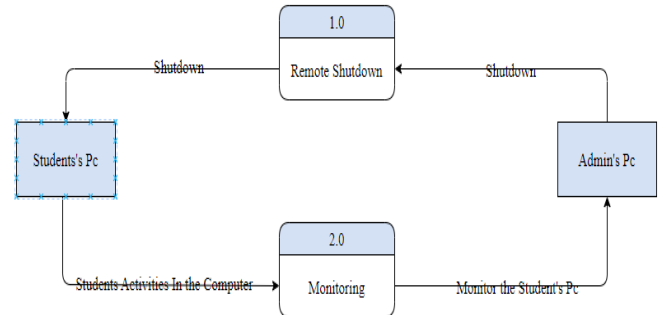 1.0
Remote Shutdown
Shutdown
Shutdown
Students's Pc
Admin's Pc
2.0
Monitoring
Students Activities In the Computer
Monitor the Student's Pc